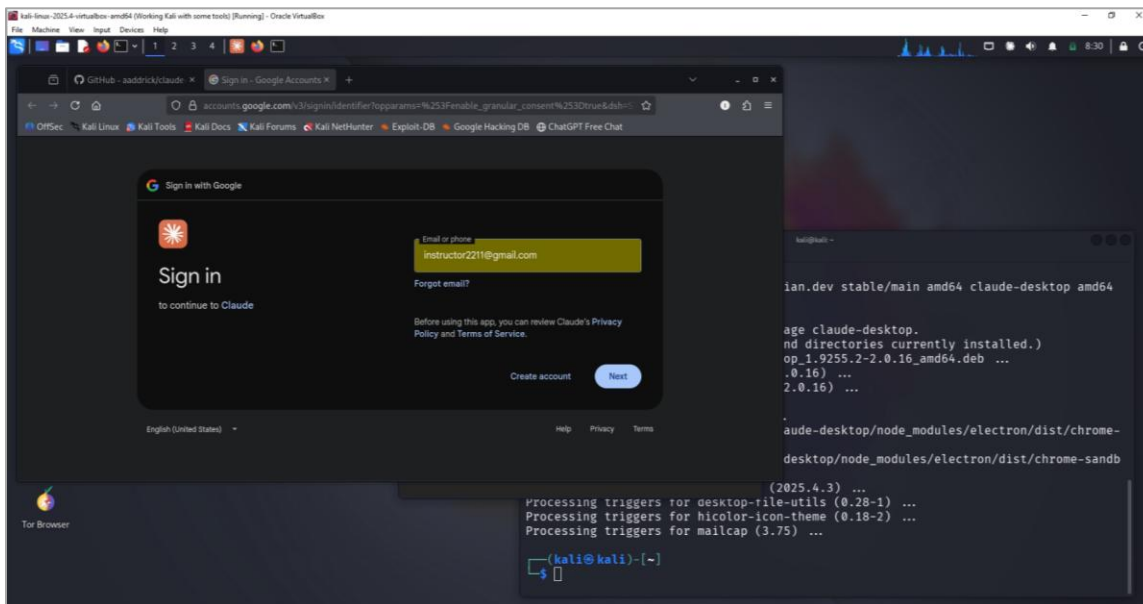 kali-linux-2025.4-virtualbox-amd64 (Working Kali with some tools) [Running] - Oracle VirtualBox
File Machine View Input Devices Help
1 2 3 4
8:30
GitHub - aaddrick/claude-
Sign in - Google Accounts
accounts.google.com/v3/signin/identifier?opparams=%253Fenable_granular_consent%253Dtrue&dsh=S
OffSec Kali Linux Kali Tools Kali Docs Kali Forums Kali NetHunter Exploit-DB Google Hacking DB ChatGPT Free Chat
Sign in with Google
Sign in
to continue to Claude
Email or phone
instructor2211@gmail.com
Forgot email?
Before using this app, you can review Claude's Privacy
Policy and Terms of Service.
Create account
Next
English (United States)
Help Privacy Terms
kali@kali: ~
ian.dev stable/main amd64 claude-desktop amd64
age claude-desktop.
nd directories currently installed.)
op_1.9255.2-2.0.16_amd64.deb ...
.0.16) ...
2.0.16) ...
.
aude-desktop/node_modules/electron/dist/chrome-
desktop/node_modules/electron/dist/chrome-sandb
(2025.4.3) ...
Processing triggers for desktop-file-utils (0.28-1) ...
Processing triggers for hicolor-icon-theme (0.18-2) ...
Processing triggers for mailcap (3.75) ...
(kali㉿kali)-[~]
$
Tor Browser